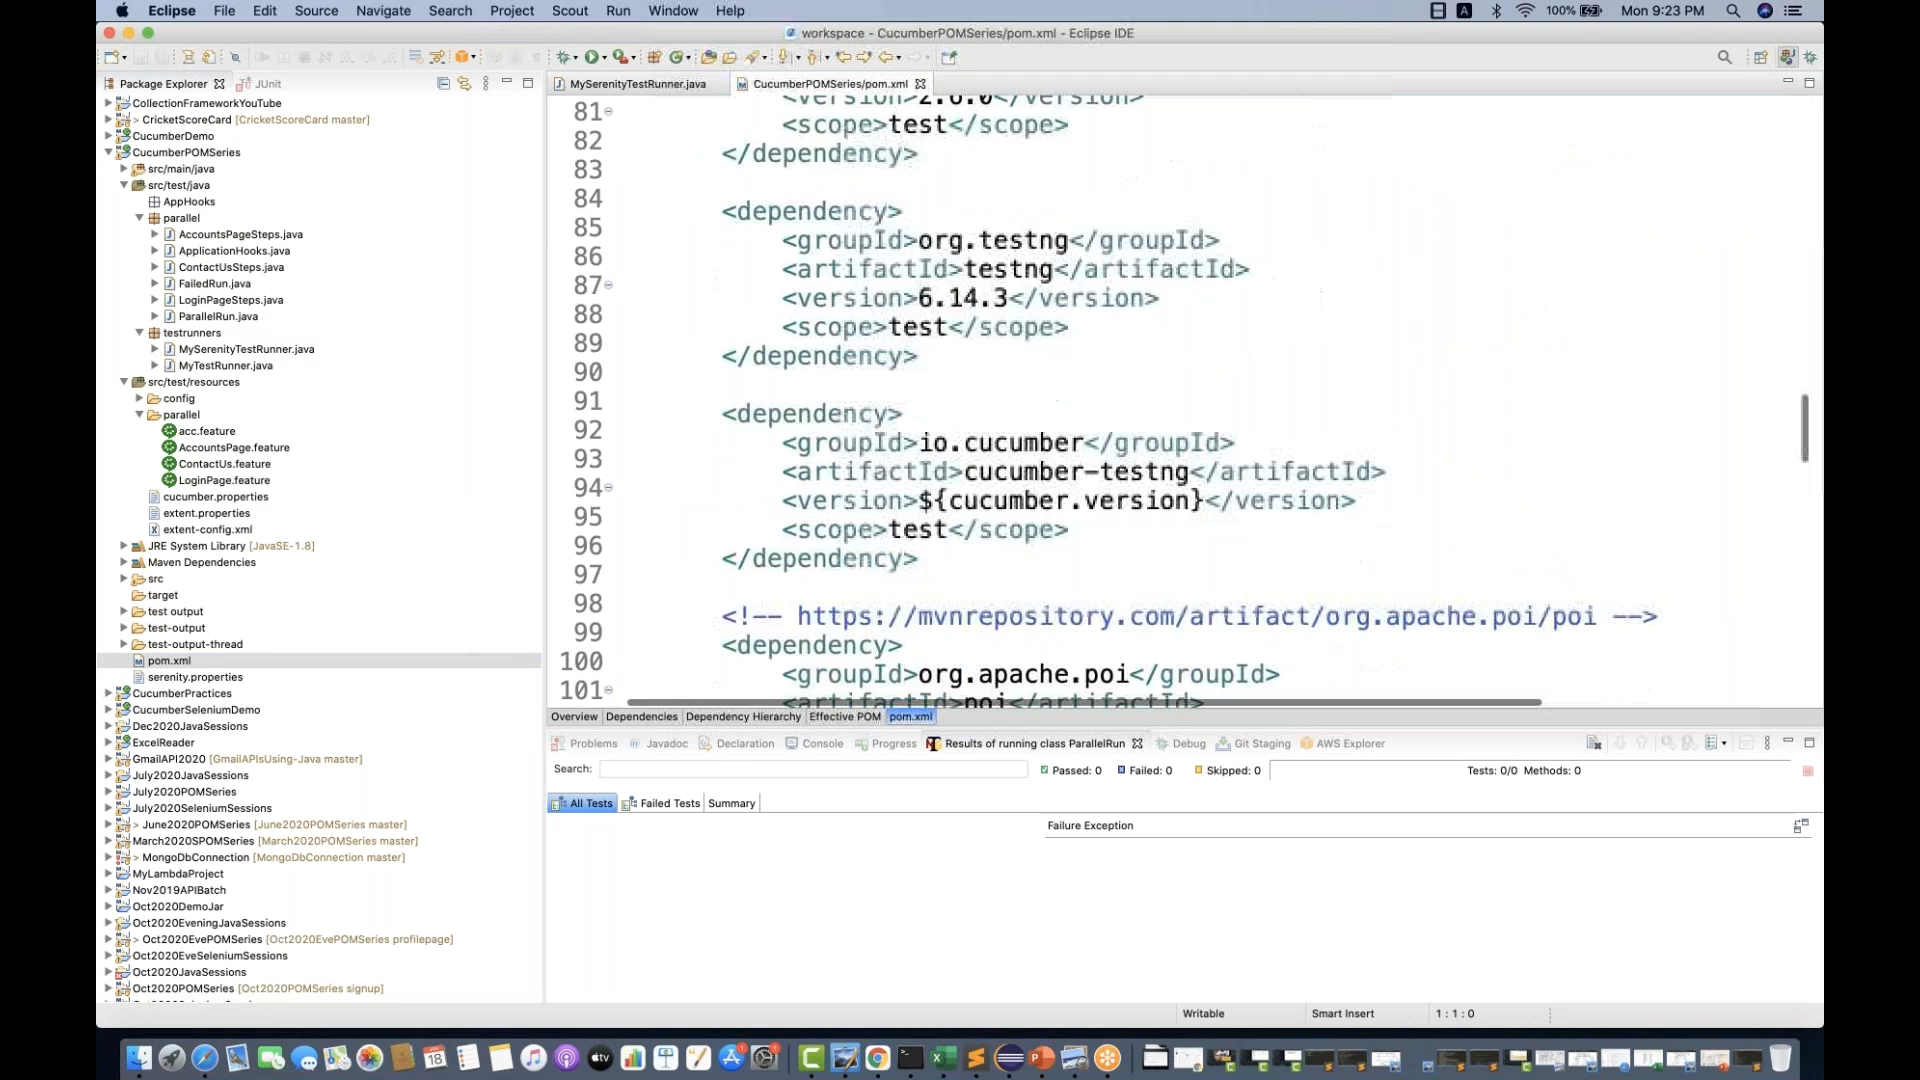 Eclipse File Edit Source Navigate Search Project Scout Run Window Help
100% Mon 9:23 PM
workspace - CucumberPOMSeries/pom.xml - Eclipse IDE
Package Explorer JUnit
MySerenityTestRunner.java CucumberPOMSeries/pom.xml
CollectionFrameworkYouTube
> CricketScoreCard [CricketScoreCard master]
CucumberDemo
CucumberPOMSeries
src/main/java
src/test/java
AppHooks
parallel
AccountsPageSteps.java
ApplicationHooks.java
ContactUsSteps.java
FailedRun.java
LoginPageSteps.java
ParallelRun.java
testrunners
MySerenityTestRunner.java
MyTestRunner.java
src/test/resources
config
parallel
acc.feature
AccountsPage.feature
ContactUs.feature
LoginPage.feature
cucumber.properties
extent.properties
extent-config.xml
JRE System Library [JavaSE-1.8]
Maven Dependencies
src
target
test output
test-output
test-output-thread
pom.xml
serenity.properties
CucumberPractices
CucumberSeleniumDemo
Dec2020JavaSessions
ExcelReader
GmailAPI2020 [GmailAPIsUsing-Java master]
July2020JavaSessions
July2020POMSeries
July2020SeleniumSessions
> June2020POMSeries [June2020POMSeries master]
March2020SPOMSeries [March2020POMSeries master]
> MongoDbConnection [MongoDbConnection master]
MyLambdaProject
Nov2019APIBatch
Oct2020DemoJar
Oct2020EveningJavaSessions
> Oct2020EvePOMSeries [Oct2020EvePOMSeries profilepage]
Oct2020EveSeleniumSessions
Oct2020JavaSessions
Oct2020POMSeries [Oct2020POMSeries signup]
<version>2.6.0</version>
81
<scope>test</scope>
82
</dependency>
83
84
<dependency>
85
<groupId>org.testng</groupId>
86
<artifactId>testng</artifactId>
87
<version>6.14.3</version>
88
<scope>test</scope>
89
</dependency>
90
91
<dependency>
92
<groupId>io.cucumber</groupId>
93
<artifactId>cucumber-testng</artifactId>
94
<version>${cucumber.version}</version>
95
<scope>test</scope>
96
</dependency>
97
98
<!-- https://mvnrepository.com/artifact/org.apache.poi/poi -->
99
<dependency>
100
<groupId>org.apache.poi</groupId>
101
<artifactId>poi</artifactId>
Overview Dependencies Dependency Hierarchy Effective POM pom.xml
Problems Javadoc Declaration Console Progress Results of running class ParallelRun Debug Git Staging AWS Explorer
Search: Passed: 0 Failed: 0 Skipped: 0 Tests: 0/0 Methods: 0
All Tests Failed Tests Summary
Failure Exception
Writable Smart Insert 1 : 1 : 0